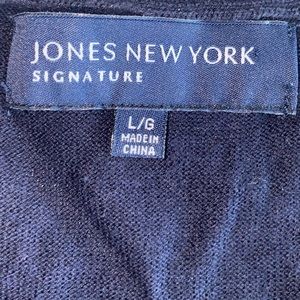 JONES NEW YORK
SIGNATURE
L/G
MADE IN
CHINA